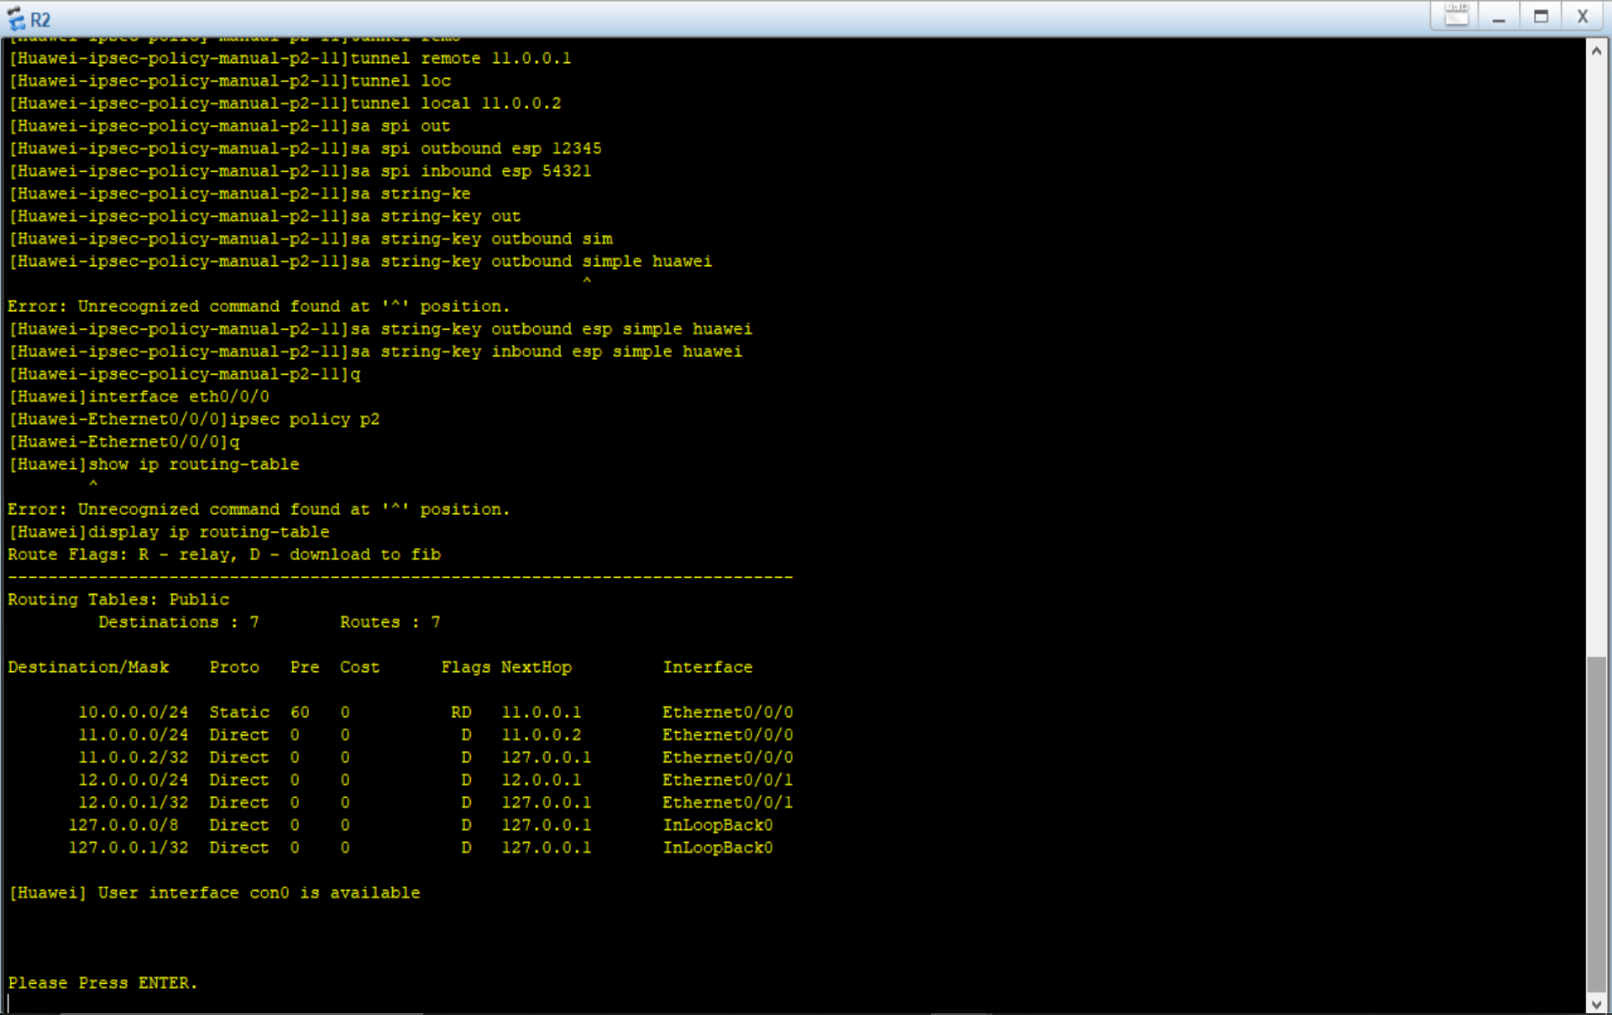 R2
[Huawei-ipsec-policy-manual-p2-11]tunnel remo
[Huawei-ipsec-policy-manual-p2-11]tunnel remote 11.0.0.1
[Huawei-ipsec-policy-manual-p2-11]tunnel loc
[Huawei-ipsec-policy-manual-p2-11]tunnel local 11.0.0.2
[Huawei-ipsec-policy-manual-p2-11]sa spi out
[Huawei-ipsec-policy-manual-p2-11]sa spi outbound esp 12345
[Huawei-ipsec-policy-manual-p2-11]sa spi inbound esp 54321
[Huawei-ipsec-policy-manual-p2-11]sa string-ke
[Huawei-ipsec-policy-manual-p2-11]sa string-key out
[Huawei-ipsec-policy-manual-p2-11]sa string-key outbound sim
[Huawei-ipsec-policy-manual-p2-11]sa string-key outbound simple huawei
^
Error: Unrecognized command found at '^' position.
[Huawei-ipsec-policy-manual-p2-11]sa string-key outbound esp simple huawei
[Huawei-ipsec-policy-manual-p2-11]sa string-key inbound esp simple huawei
[Huawei-ipsec-policy-manual-p2-11]q
[Huawei]interface eth0/0/0
[Huawei-Ethernet0/0/0]ipsec policy p2
[Huawei-Ethernet0/0/0]q
[Huawei]show ip routing-table
^
Error: Unrecognized command found at '^' position.
[Huawei]display ip routing-table
Route Flags: R - relay, D - download to fib
------------------------------------------------------------------------------
Routing Tables: Public
Destinations : 7 Routes : 7
Destination/Mask Proto Pre Cost Flags NextHop Interface
10.0.0.0/24 Static 60 0 RD 11.0.0.1 Ethernet0/0/0
11.0.0.0/24 Direct 0 0 D 11.0.0.2 Ethernet0/0/0
11.0.0.2/32 Direct 0 0 D 127.0.0.1 Ethernet0/0/0
12.0.0.0/24 Direct 0 0 D 12.0.0.1 Ethernet0/0/1
12.0.0.1/32 Direct 0 0 D 127.0.0.1 Ethernet0/0/1
127.0.0.0/8 Direct 0 0 D 127.0.0.1 InLoopBack0
127.0.0.1/32 Direct 0 0 D 127.0.0.1 InLoopBack0
[Huawei] User interface con0 is available
Please Press ENTER.